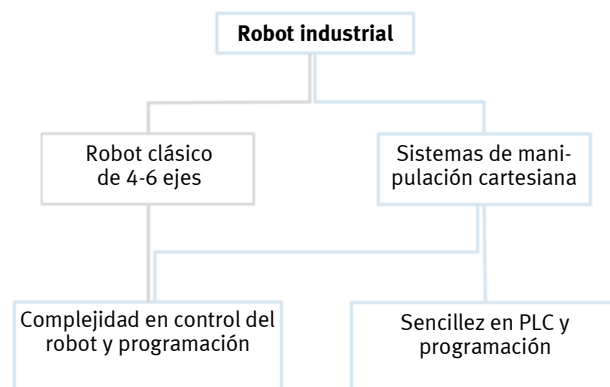 Robot industrial
Robot clásico
de 4-6 ejes
Sistemas de mani-
pulación cartesiana
Complejidad en control del
robot y programación
Sencillez en PLC y
programación